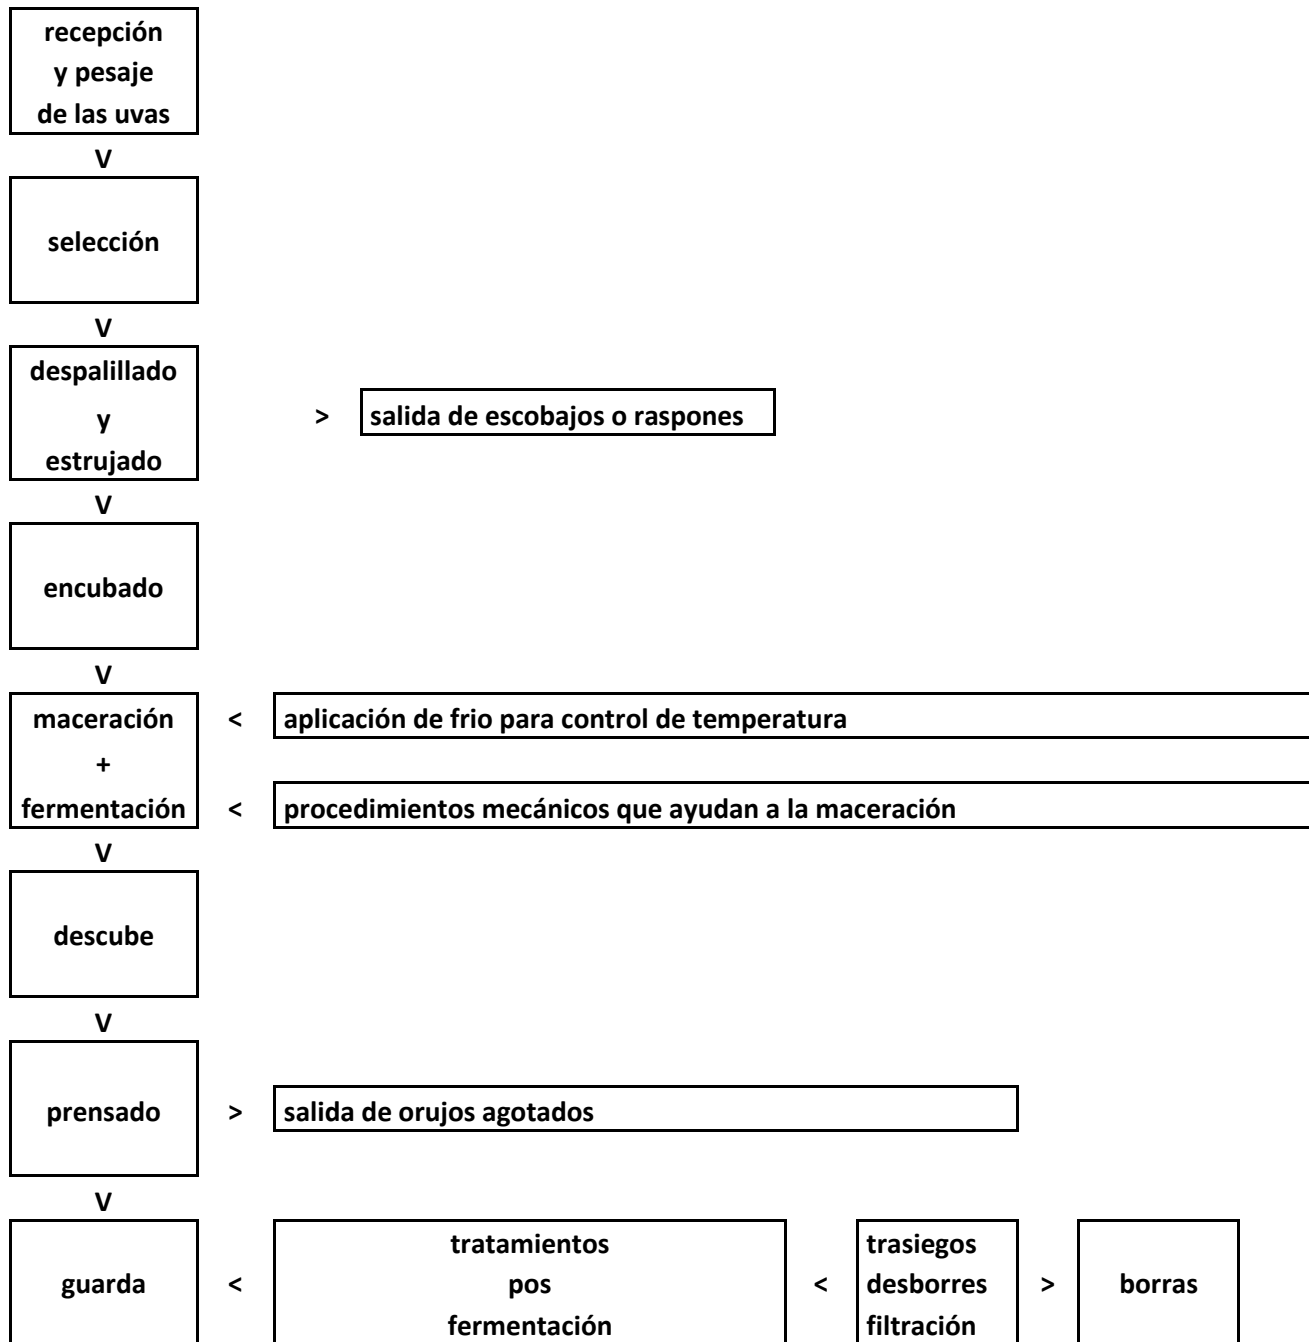 recepción
y pesaje
de las uvas
V
selección
V
despalillado
y
estrujado
> salida de escobajos o raspones
V
encubado
V
maceración < aplicación de frio para control de temperatura
+
fermentación < procedimientos mecánicos que ayudan a la maceración
V
descube
V
prensado > salida de orujos agotados
V
tratamientos trasiegos
guarda < pos < desborres > borras
fermentación filtración